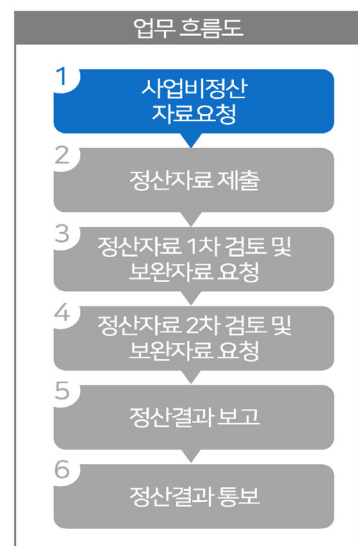 업무 흐름도
1
사업비정산
자료요청
2
정산자료 제출
3
정산자료 1차 검토 및
보완자료 요청
4
정산자료 2차 검토 및
보완자료 요청
5
정산결과 보고
6
정산결과 통보